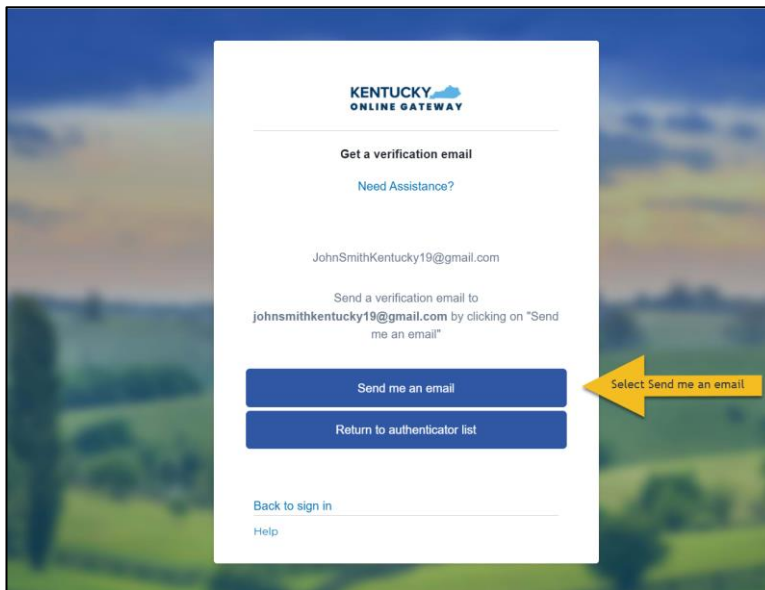 KENTUCKY
ONLINE GATEWAY
Get a verification email
Need Assistance?
JohnSmithKentucky19@gmail.com
Send a verification email to
johnsmithkentucky19@gmail.com by clicking on "Send
me an email"
Send me an email
Select Send me an email
Return to authenticator list
Back to sign in
Help